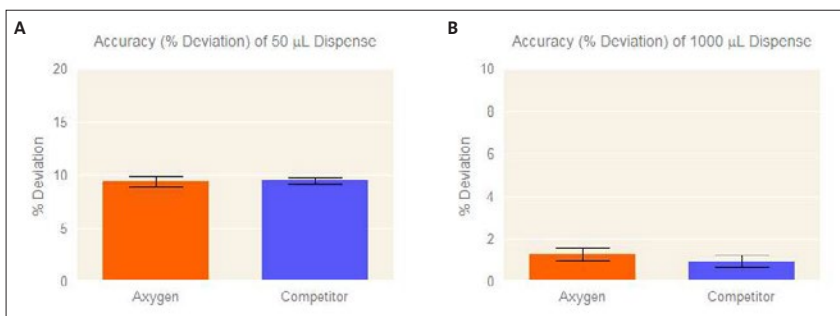 A
Accuracy (% Deviation) of 50 μL Dispense
20
15
10
5
0
% Deviation
Axygen
Competitor
B
Accuracy (% Deviation) of 1000 μL Dispense
10
8
6
4
2
0
% Deviation
Axygen
Competitor